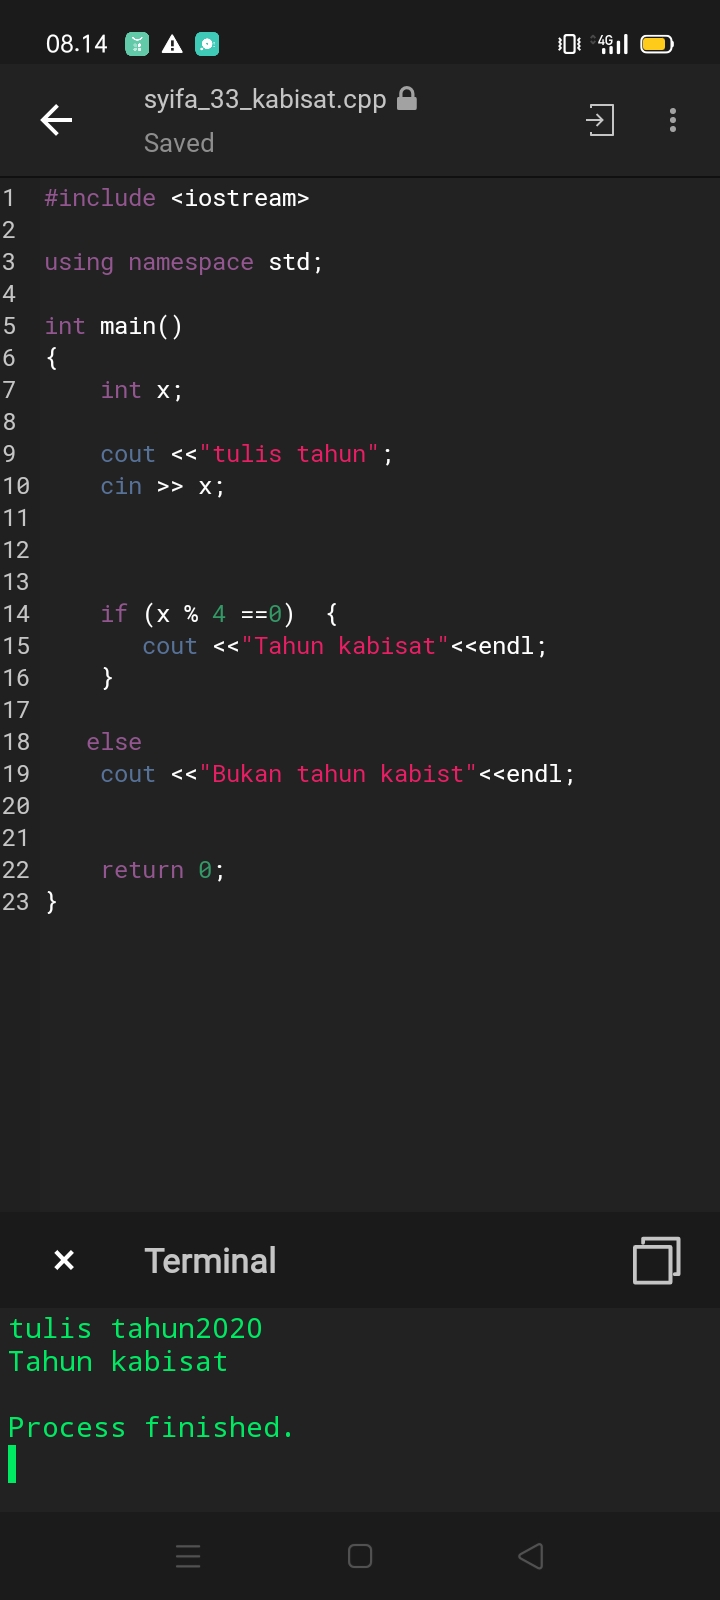 08.14 4G
syifa_33_kabisat.cpp
Saved
1 #include <iostream>
2
3 using namespace std;
4
5 int main()
6 {
7     int x;
8
9     cout <<"tulis tahun";
10     cin >> x;
11
12
13
14     if (x % 4 ==0)  {
15        cout <<"Tahun kabisat"<<endl;
16     }
17
18    else
19     cout <<"Bukan tahun kabist"<<endl;
20
21
22     return 0;
23 }
Terminal
tulis tahun2020
Tahun kabisat
Process finished.